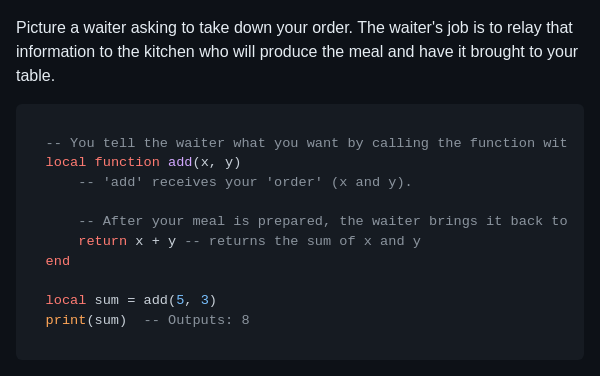 Picture a waiter asking to take down your order. The waiter's job is to relay that
information to the kitchen who will produce the meal and have it brought to your
table.
-- You tell the waiter what you want by calling the function wit
local function add(x, y)
-- 'add' receives your 'order' (x and y).
-- After your meal is prepared, the waiter brings it back to
return x + y -- returns the sum of x and y
end
local sum = add(5, 3)
print(sum)  -- Outputs: 8